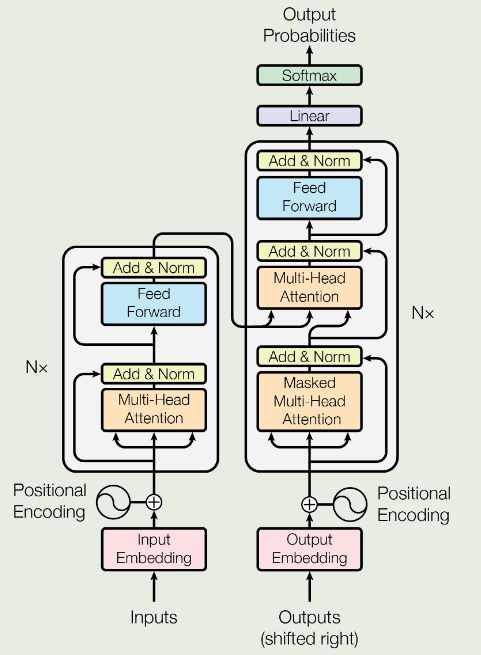 Output
Probabilities
Softmax
Linear
Add & Norm
Feed
Forward
Add & Norm
Multi-Head
Attention
Add & Norm
Masked
Multi-Head
Attention
N×
Add & Norm
Feed
Forward
Add & Norm
Multi-Head
Attention
N×
Positional
Encoding
Positional
Encoding
Input
Embedding
Output
Embedding
Inputs
Outputs
(shifted right)